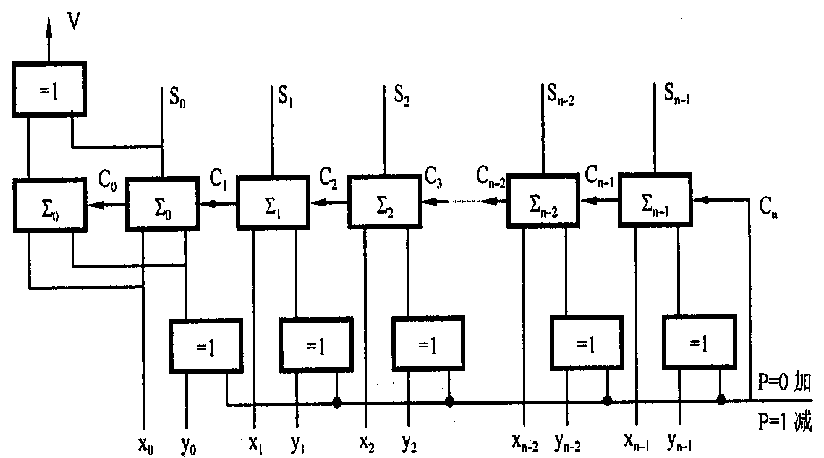 V
=1
S₀ S₁ S₂ Sₙ₋₂ Sₙ₋₁
C₀ C₁ C₂ C₃ Cₙ₋₂ Cₙ₋₁
Σ₀ Σ₀ Σ₁ Σ₂ Σₙ₋₂ Σₙ₋₁ Cₙ
=1 =1 =1 =1 =1
P=0 加
P=1 减
x₀ y₀ x₁ y₁ x₂ y₂ xₙ₋₂ yₙ₋₂ xₙ₋₁ yₙ₋₁